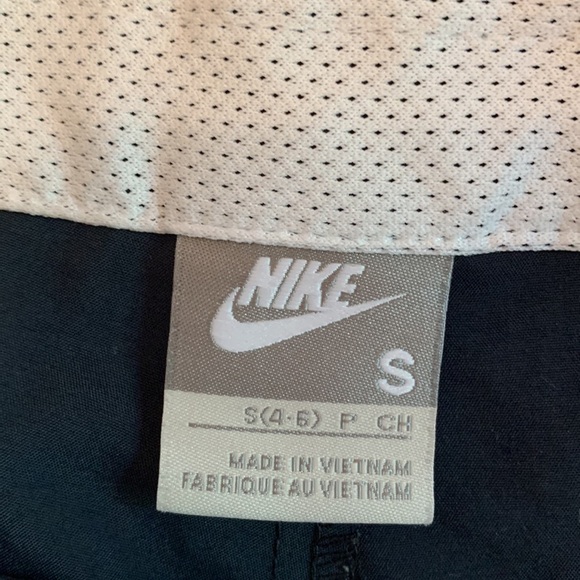 NIKE
S
S(4-6) P CH
MADE IN VIETNAM
FABRIQUE AU VIETNAM